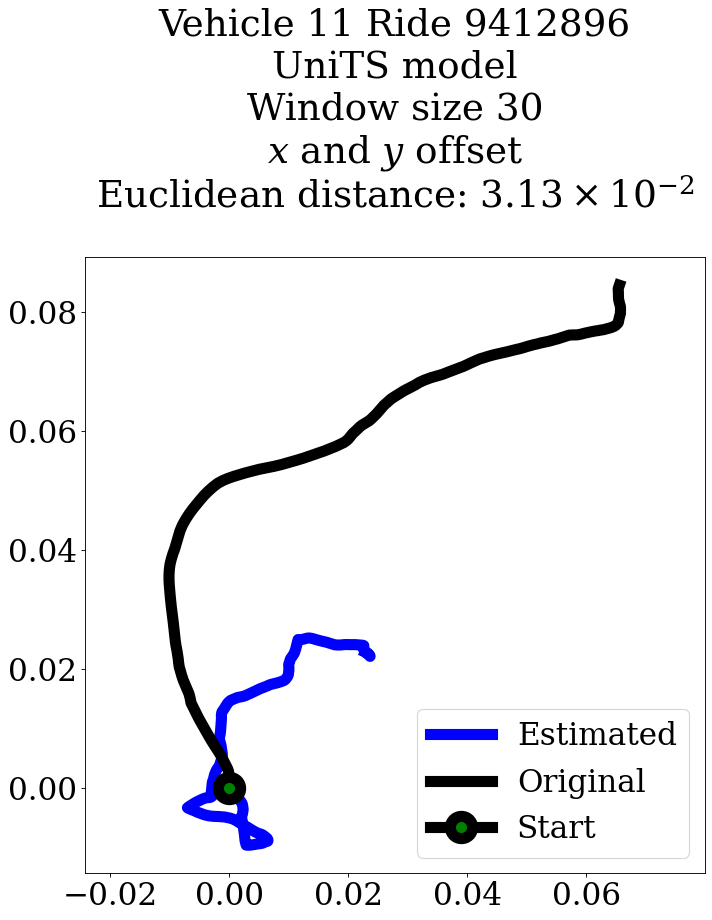 Vehicle 11 Ride 9412896
UniTS model
Window size 30
x and y offset
Euclidean distance: 3.13 × 10⁻²
0.08
0.06
0.04
0.02
0.00
−0.02 0.00 0.02 0.04 0.06
Estimated
Original
Start